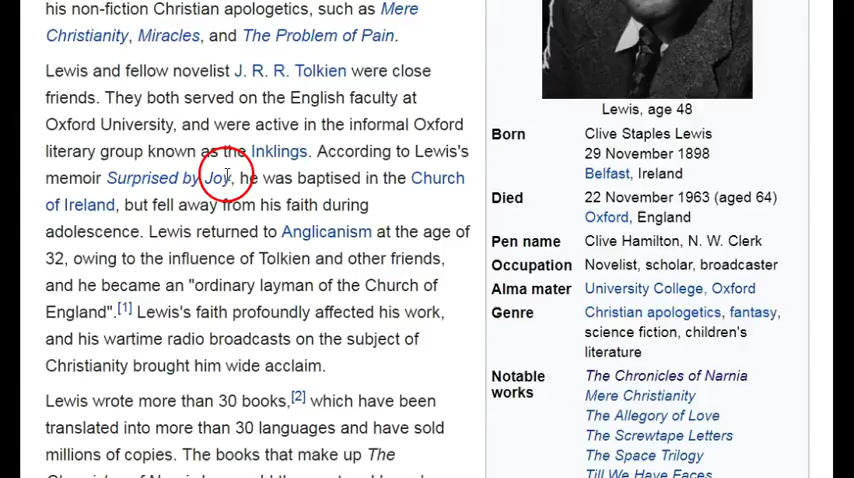 his non-fiction Christian apologetics, such as Mere
Christianity, Miracles, and The Problem of Pain.
Lewis and fellow novelist J. R. R. Tolkien were close
friends. They both served on the English faculty at
Oxford University, and were active in the informal Oxford
literary group known as the Inklings. According to Lewis's
memoir Surprised by Joy, he was baptised in the Church
of Ireland, but fell away from his faith during
adolescence. Lewis returned to Anglicanism at the age of
32, owing to the influence of Tolkien and other friends,
and he became an "ordinary layman of the Church of
England".[1] Lewis's faith profoundly affected his work,
and his wartime radio broadcasts on the subject of
Christianity brought him wide acclaim.
Lewis wrote more than 30 books,[2] which have been
translated into more than 30 languages and have sold
millions of copies. The books that make up The
Lewis, age 48
Born Clive Staples Lewis
29 November 1898
Belfast, Ireland
Died 22 November 1963 (aged 64)
Oxford, England
Pen name Clive Hamilton, N. W. Clerk
Occupation Novelist, scholar, broadcaster
Alma mater University College, Oxford
Genre Christian apologetics, fantasy,
science fiction, children's
literature
Notable The Chronicles of Narnia
works Mere Christianity
The Allegory of Love
The Screwtape Letters
The Space Trilogy
Till We Have Faces